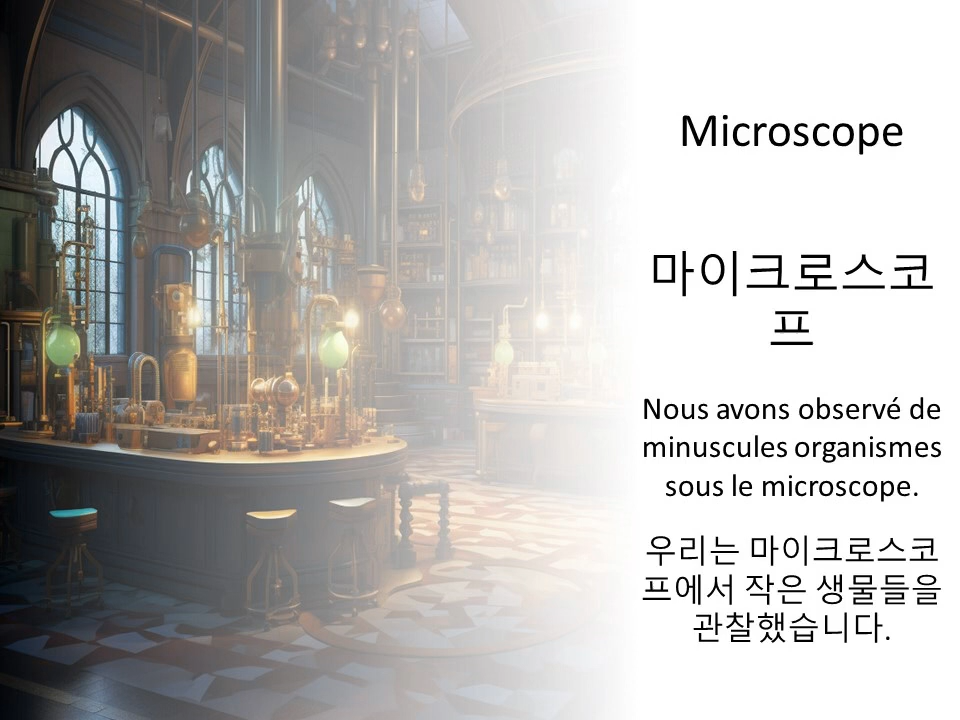 Microscope
마이크로스코
프
Nous avons observé de
minuscules organismes
sous le microscope.
우리는 마이크로스코
프에서 작은 생물들을
관찰했습니다.